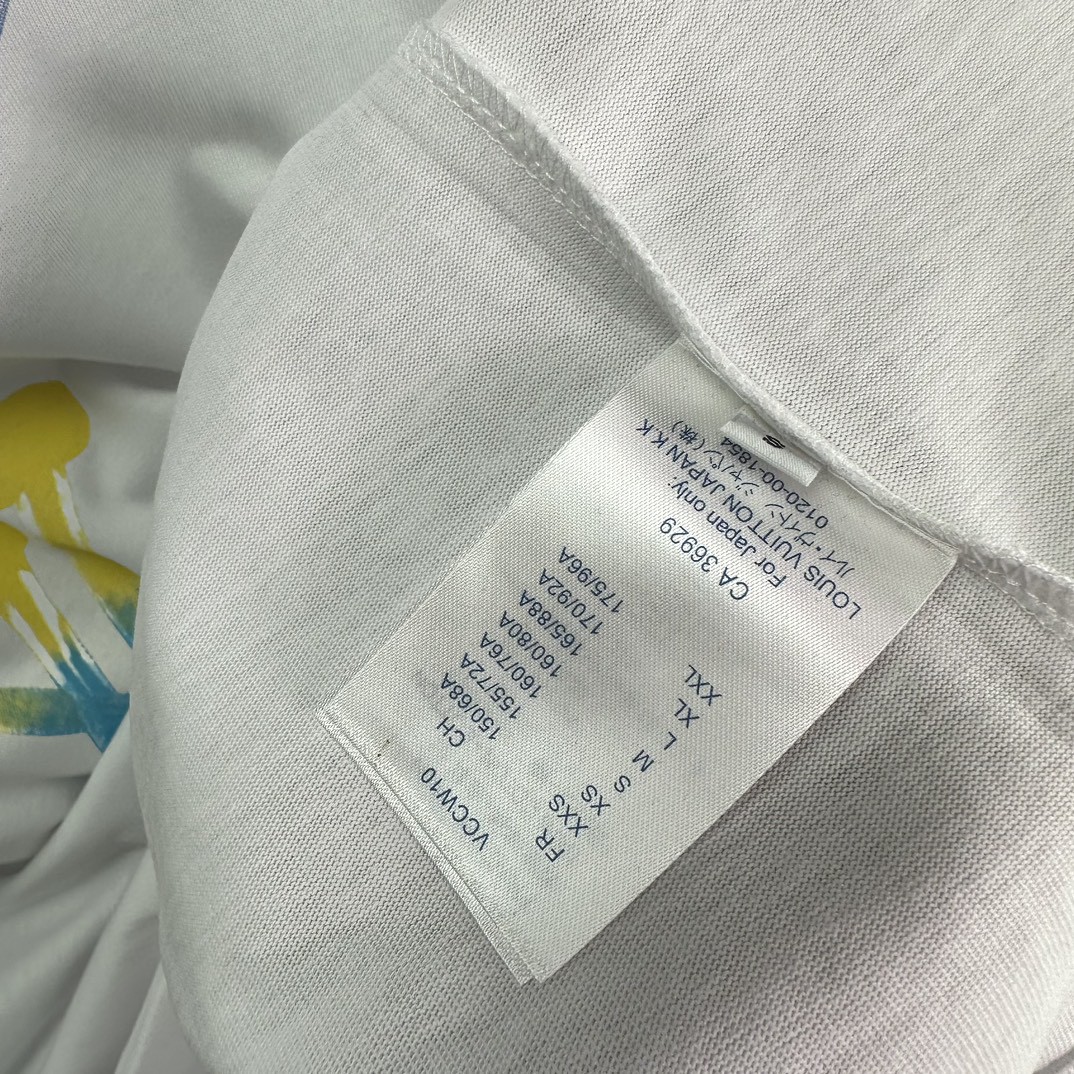 VCCW10
FR CH
XXS 150/68A
XS 155/72A
S 160/76A
M 160/80A
L 165/88A
XL 170/92A
XXL 175/96A
CA 36929
For Japan only:
LOUIS VUITTON JAPAN K.K
ルイ・ヴィトン ジャパン(株)
0120-00-1854
S